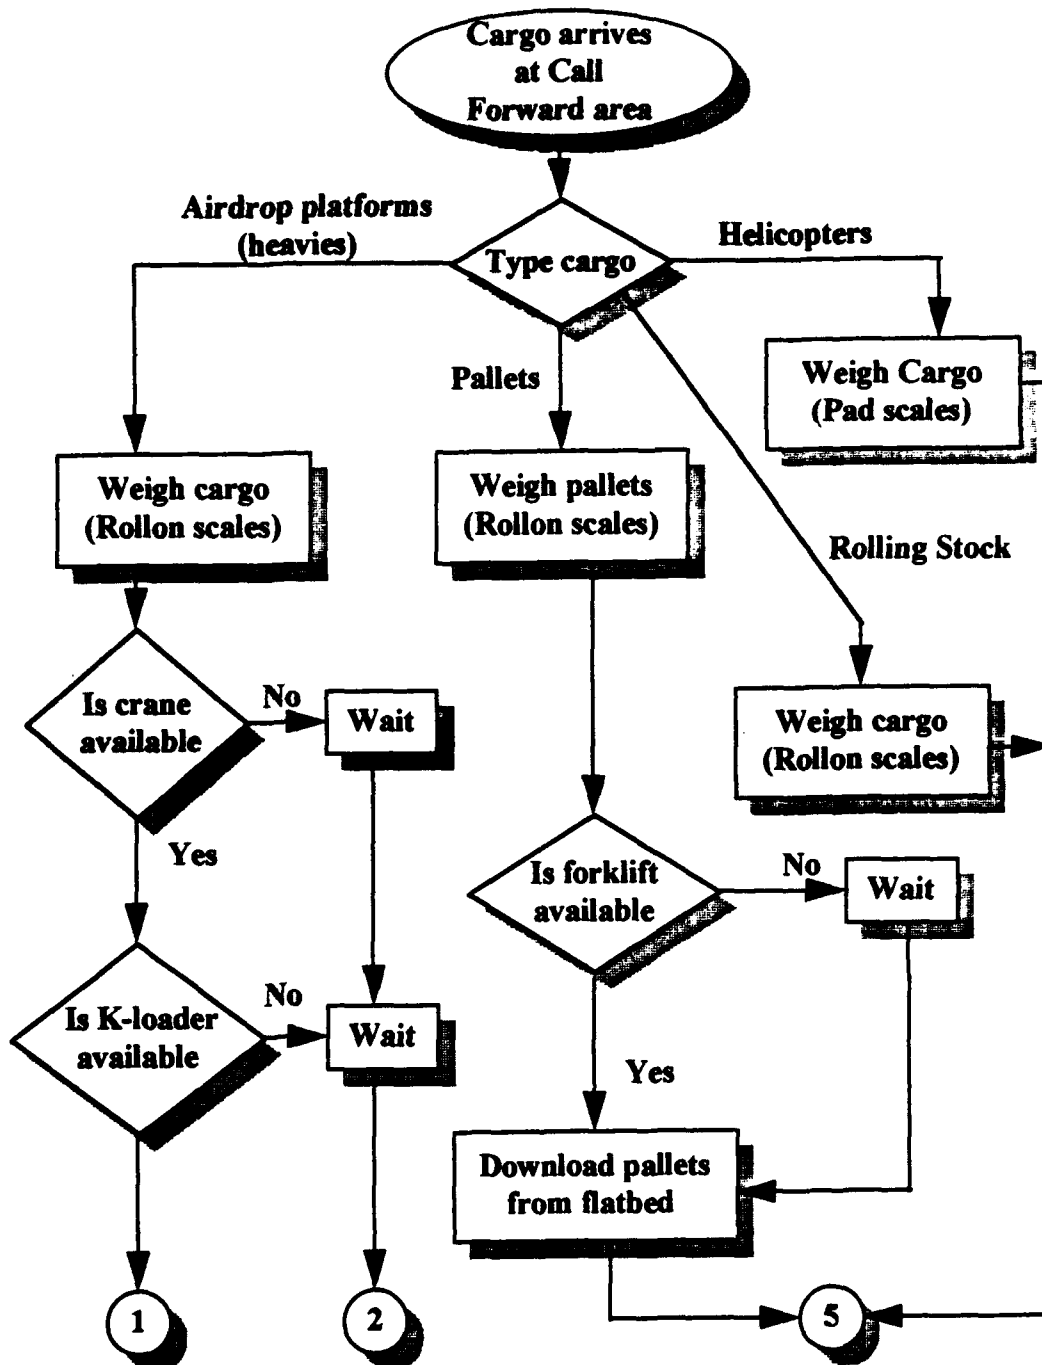 Cargo arrives
at Call
Forward area
Airdrop platforms
(heavies)
Type cargo
Helicopters
Pallets
Weigh Cargo
(Pad scales)
Weigh cargo
(Rollon scales)
Weigh pallets
(Rollon scales)
Rolling Stock
Is crane
available
No
Wait
Weigh cargo
(Rollon scales)
Yes
Is forklift
available
No
Wait
Is K-loader
available
No
Wait
Yes
Download pallets
from flatbed
1
2
5